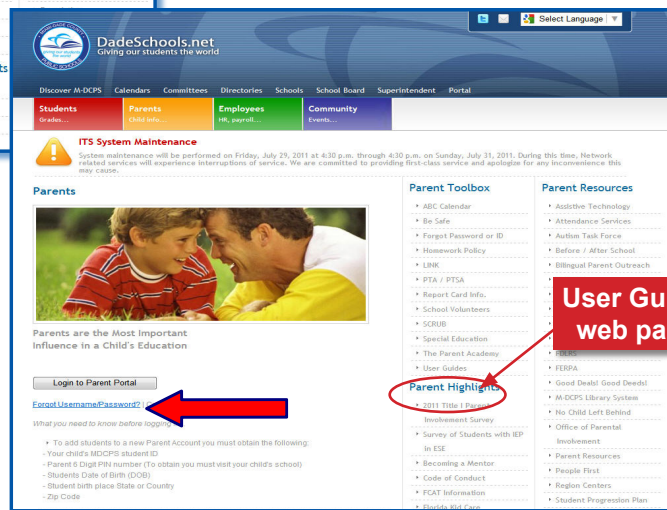 ts
Select Language
DadeSchools.net
Giving our students the world
Discover M-DCPS Calendars Committees Directories Schools School Board Superintendent Portal
Students
Grades...
Parents
Child info...
Employees
HR, payroll...
Community
Events...
ITS System Maintenance
System maintenance will be performed on Friday, July 29, 2011 at 4:30 p.m. through 4:30 p.m. on Sunday, July 31, 2011. During this time, Network
related services will experience interruptions of service. We are committed to providing first-class service and apologize for any inconvenience this
may cause.
Parents
Parents are the Most Important
Influence in a Child's Education
Login to Parent Portal
Forgot Username/Password? |
What you need to know before logging
To add students to a new Parent Account you must obtain the following:
- Your child's MDCPS student ID
- Parent 6 Digit PIN number (To obtain you must visit your child's school)
- Students Date of Birth (DOB)
- Student birth place State or Country
- Zip Code
Parent Toolbox
ABC Calendar
Be Safe
Forgot Password or ID
Homework Policy
LINK
PTA / PTSA
Report Card Info.
School Volunteers
SCRUB
Special Education
The Parent Academy
User Guides
Parent Highlights
2011 Title I Parent
Involvement Survey
Survey of Students with IEP
in ESE
Becoming a Mentor
Code of Conduct
FCAT Information
Florida Kid Care
Parent Resources
Assistive Technology
Attendance Services
Autism Task Force
Before / After School
Bilingual Parent Outreach
User Gu
web pa
FDLRS
FERPA
Good Deals! Good Deeds!
M-DCPS Library System
No Child Left Behind
Office of Parental
Involvement
Parent Resources
People First
Region Centers
Student Progression Plan